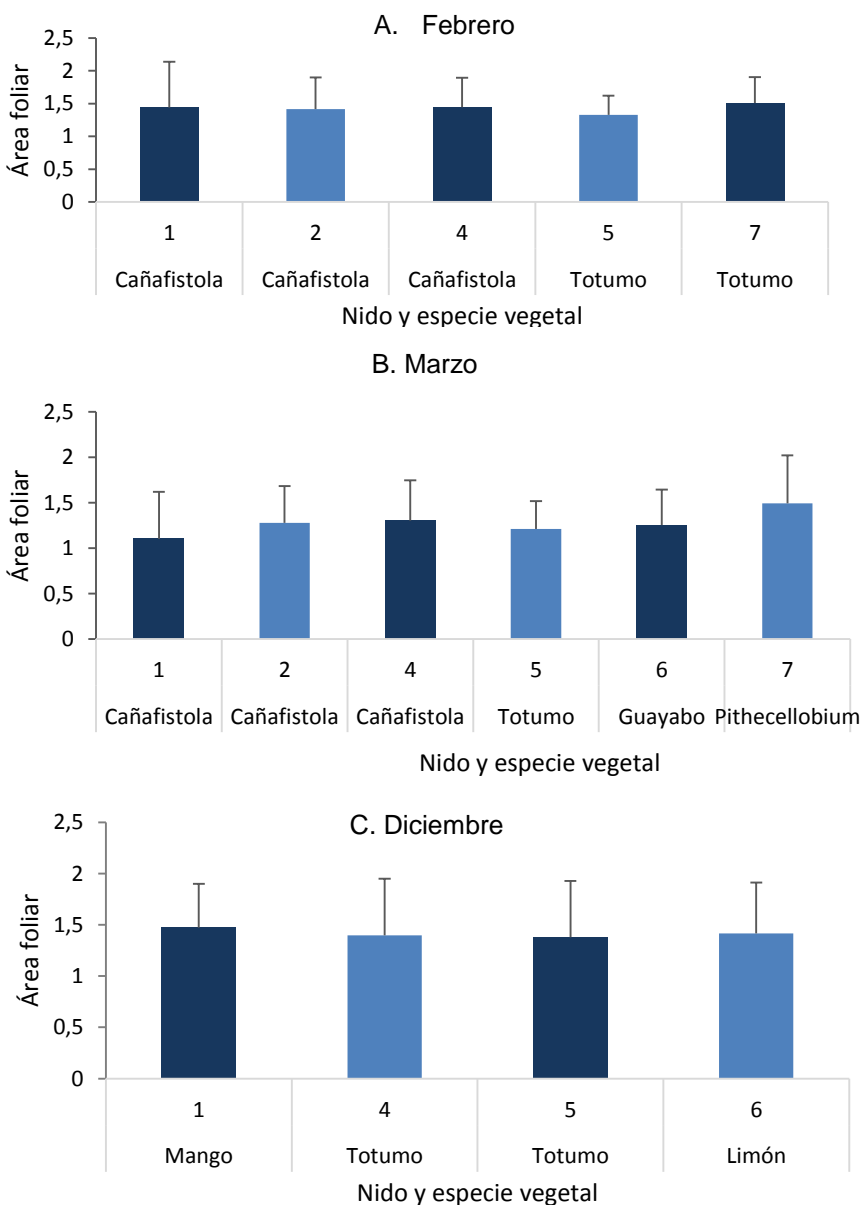 A. Febrero
2,5
2
1,5
1
0,5
0
Área foliar
1 2 4 5 7
Cañafistola Cañafistola Cañafistola Totumo Totumo
Nido y especie vegetal
B. Marzo
2,5
2
1,5
1
0,5
0
Área foliar
1 2 4 5 6 7
Cañafistola Cañafistola Cañafistola Totumo Guayabo Pithecellobium
Nido y especie vegetal
C. Diciembre
2,5
2
1,5
1
0,5
0
Área foliar
1 4 5 6
Mango Totumo Totumo Limón
Nido y especie vegetal